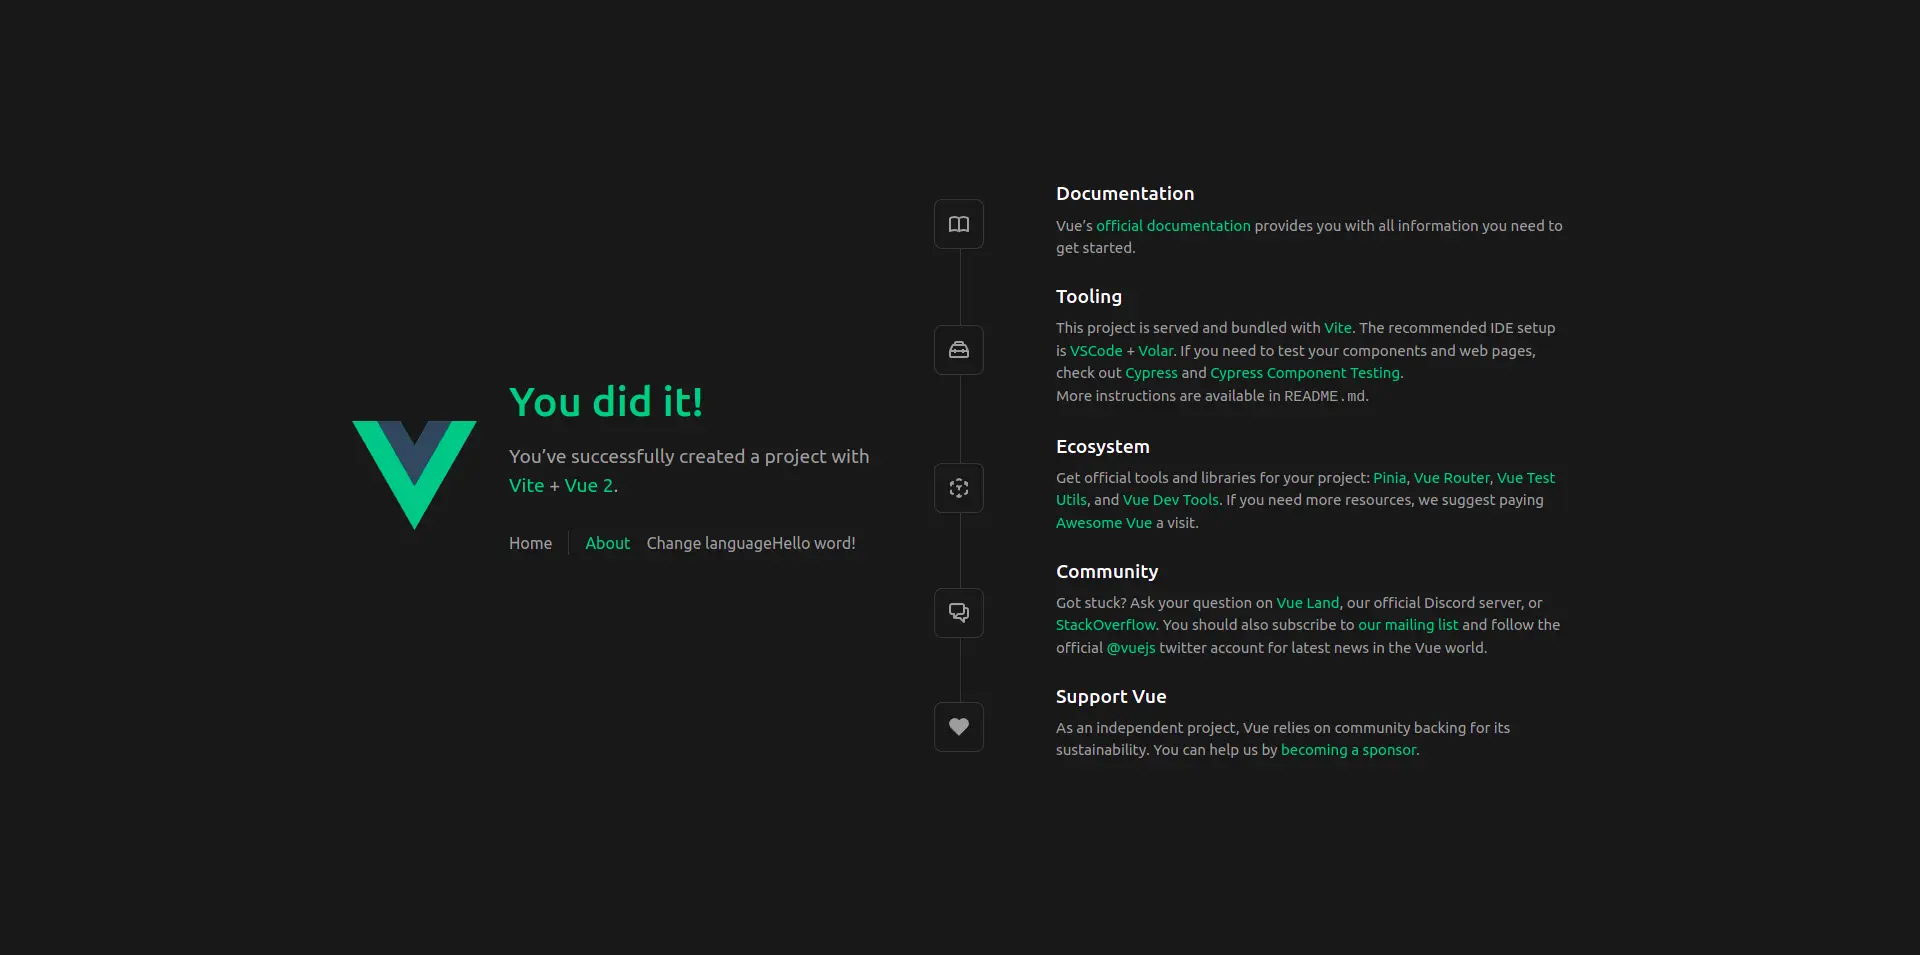 You did it!
You’ve successfully created a project with
Vite + Vue 2.
Home About Change languageHello word!
Documentation
Vue’s official documentation provides you with all information you need to
get started.
Tooling
This project is served and bundled with Vite. The recommended IDE setup
is VSCode + Volar. If you need to test your components and web pages,
check out Cypress and Cypress Component Testing.
More instructions are available in README.md.
Ecosystem
Get official tools and libraries for your project: Pinia, Vue Router, Vue Test
Utils, and Vue Dev Tools. If you need more resources, we suggest paying
Awesome Vue a visit.
Community
Got stuck? Ask your question on Vue Land, our official Discord server, or
StackOverflow. You should also subscribe to our mailing list and follow the
official @vuejs twitter account for latest news in the Vue world.
Support Vue
As an independent project, Vue relies on community backing for its
sustainability. You can help us by becoming a sponsor.